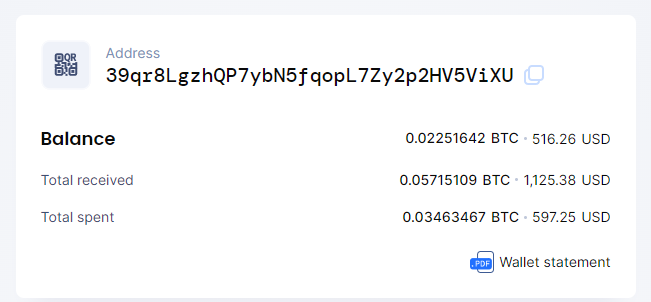 QR
Address
39qr8LgzhQP7ybN5fqopL7Zy2p2HV5ViXU
Balance 0.02251642 BTC · 516.26 USD
Total received 0.05715109 BTC · 1,125.38 USD
Total spent 0.03463467 BTC · 597.25 USD
.PDF Wallet statement